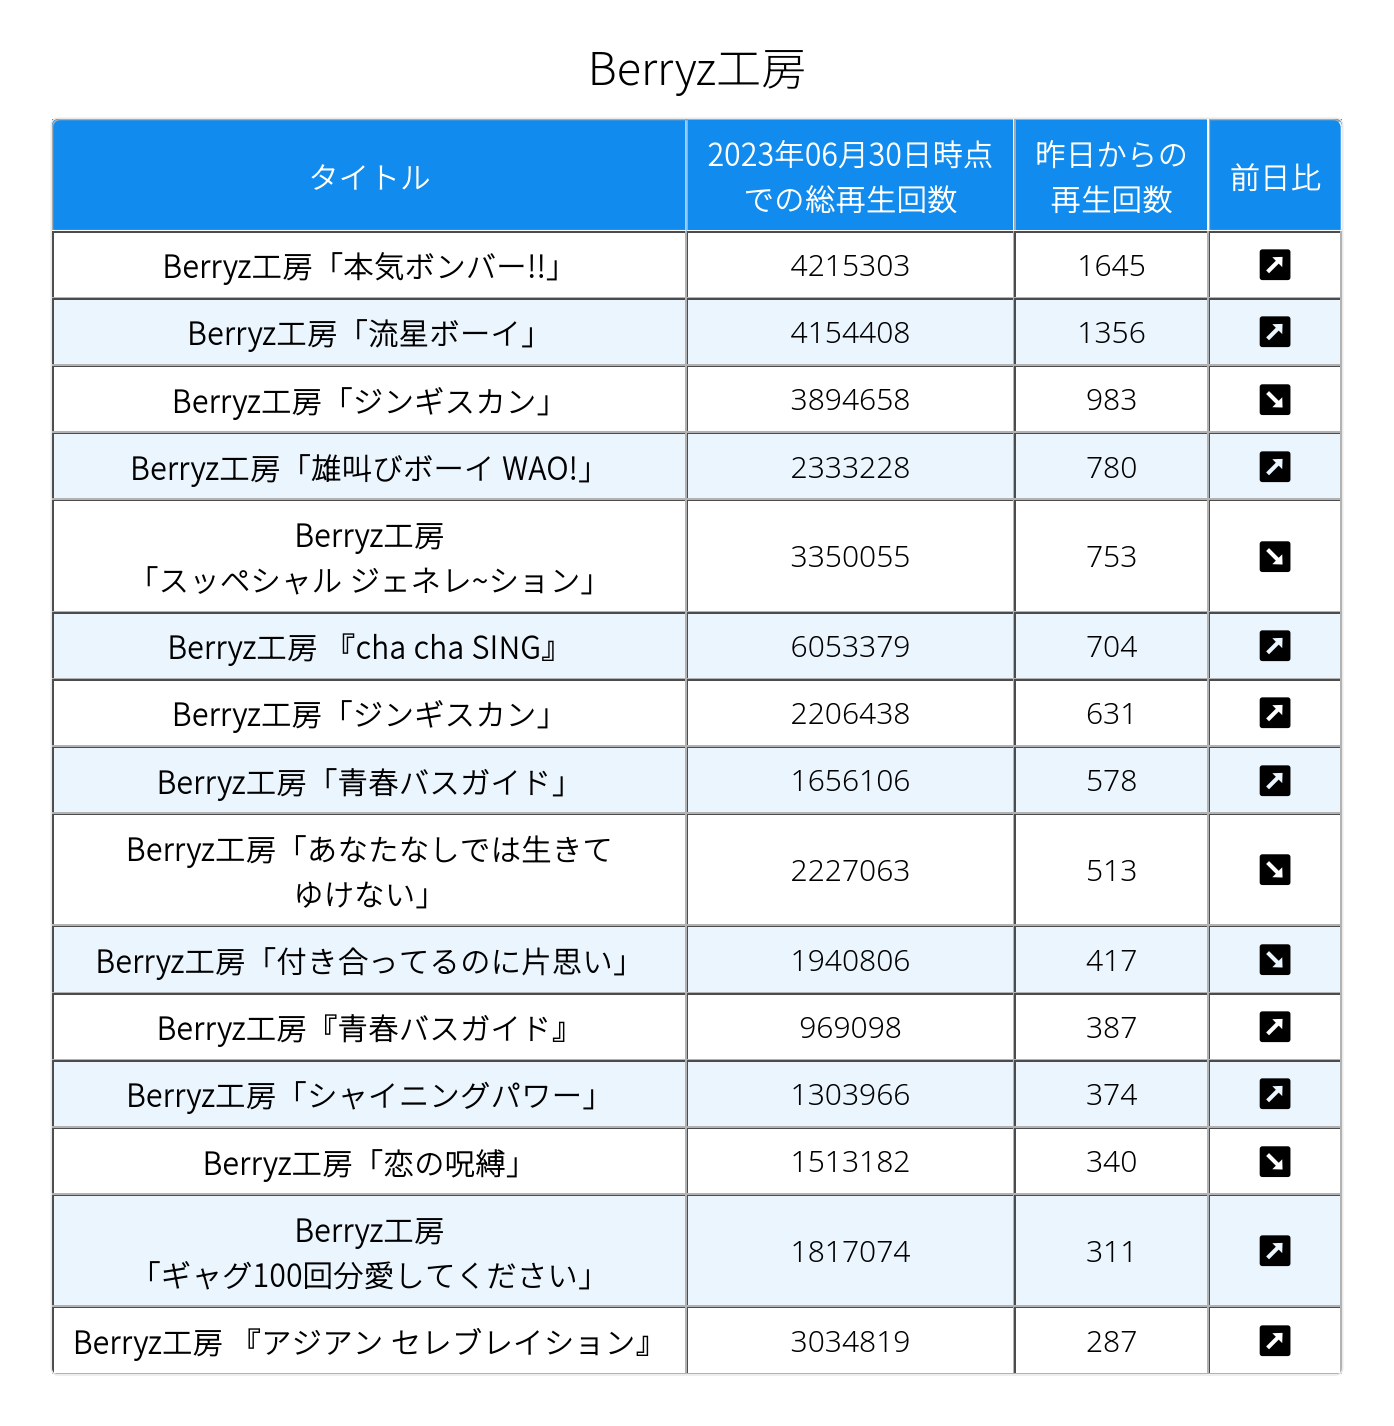 Berryz工房
タイトル
2023年06月30日時点
での総再生回数
昨日からの
再生回数
前日比
Berryz工房「本気ボンバー!!」 4215303 1645
Berryz工房「流星ボーイ」 4154408 1356
Berryz工房「ジンギスカン」 3894658 983
Berryz工房「雄叫びボーイ WAO!」 2333228 780
Berryz工房
「スッペシャル ジェネレ~ション」 3350055 753
Berryz工房 『cha cha SING』 6053379 704
Berryz工房「ジンギスカン」 2206438 631
Berryz工房「青春バスガイド」 1656106 578
Berryz工房「あなたなしでは生きて
ゆけない」 2227063 513
Berryz工房「付き合ってるのに片思い」 1940806 417
Berryz工房『青春バスガイド』 969098 387
Berryz工房「シャイニングパワー」 1303966 374
Berryz工房「恋の呪縛」 1513182 340
Berryz工房
「ギャグ100回分愛してください」 1817074 311
Berryz工房 『アジアン セレブレイション』 3034819 287